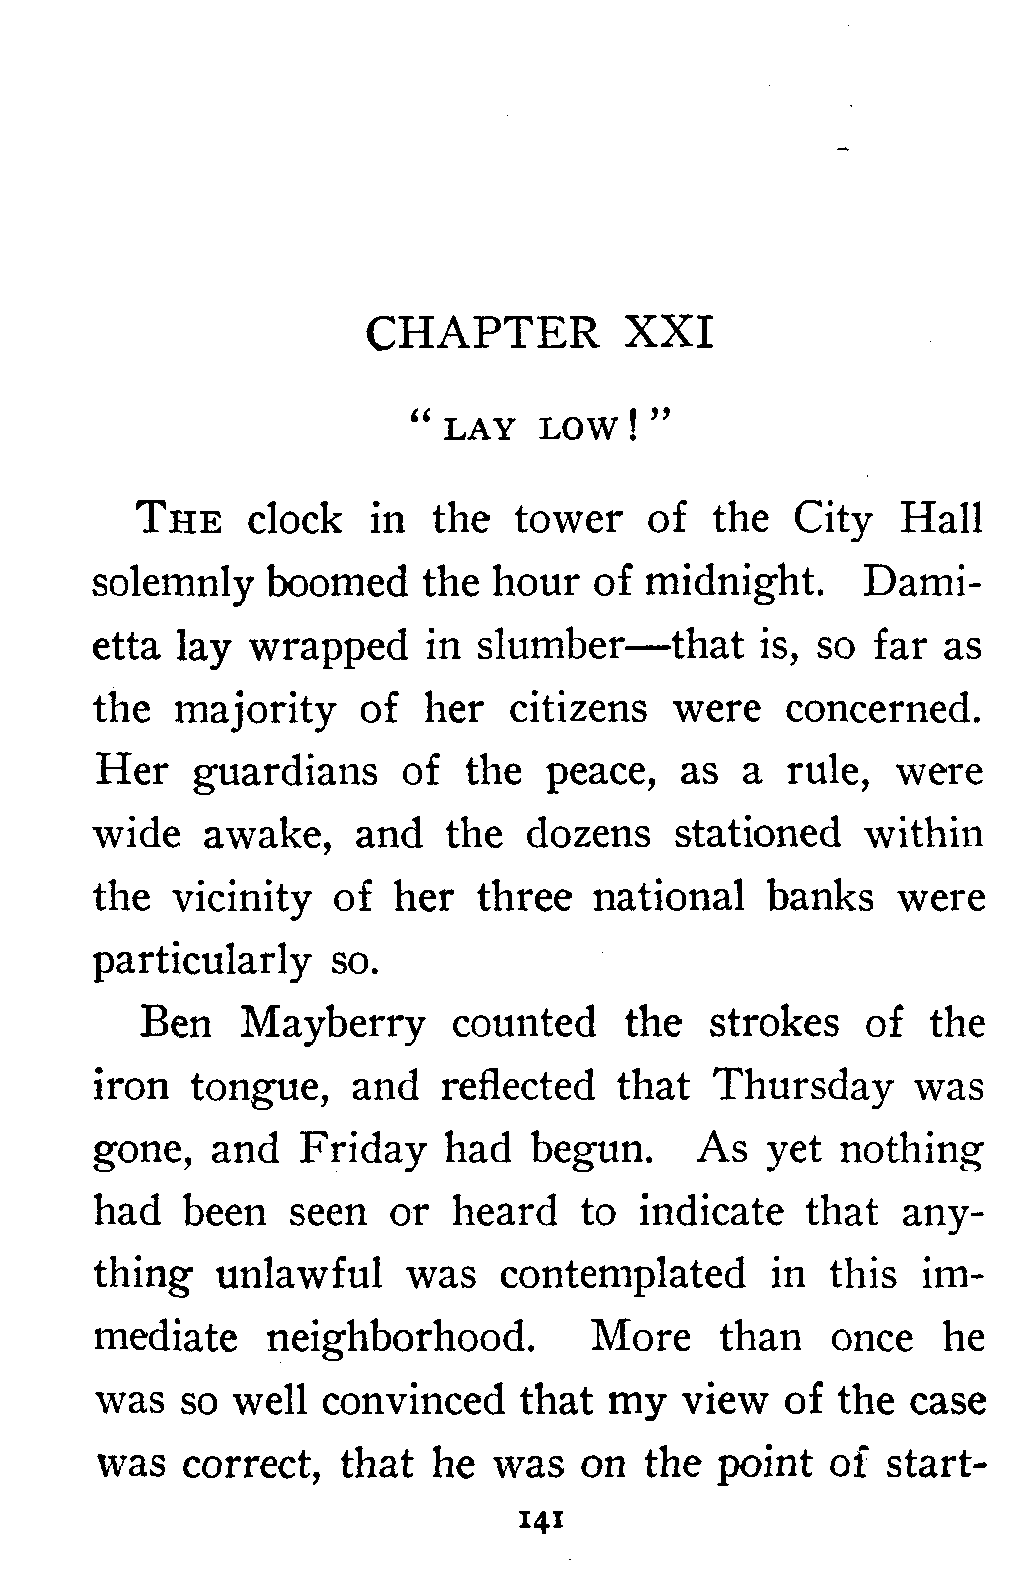 CHAPTER XXI
“ LAY LOW ! ”
THE clock in the tower of the City Hall
solemnly boomed the hour of midnight. Dami-
etta lay wrapped in slumber—that is, so far as
the majority of her citizens were concerned.
Her guardians of the peace, as a rule, were
wide awake, and the dozens stationed within
the vicinity of her three national banks were
particularly so.
Ben Mayberry counted the strokes of the
iron tongue, and reflected that Thursday was
gone, and Friday had begun. As yet nothing
had been seen or heard to indicate that any-
thing unlawful was contemplated in this im-
mediate neighborhood. More than once he
was so well convinced that my view of the case
was correct, that he was on the point of start-
141